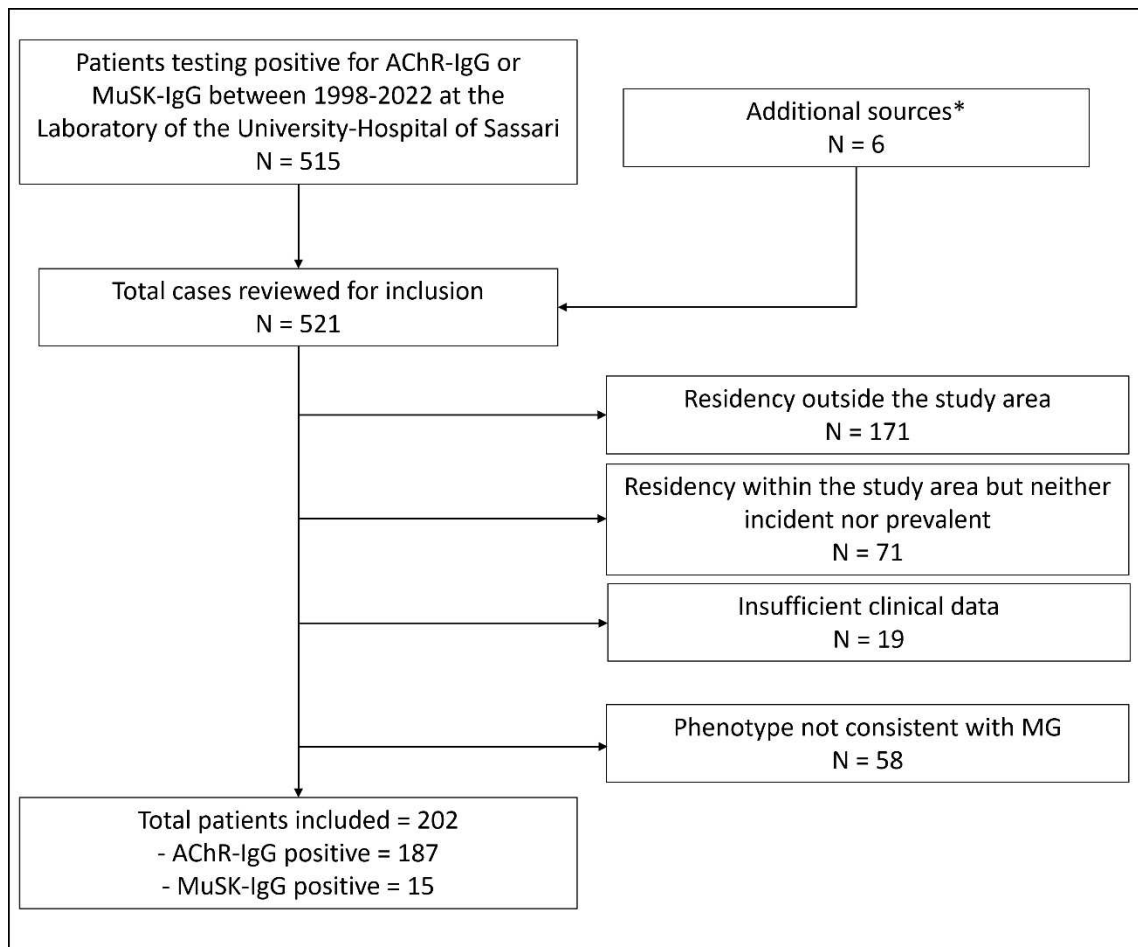 Patients testing positive for AChR-IgG or
MuSK-IgG between 1998-2022 at the
Laboratory of the University-Hospital of Sassari
N = 515
Additional sources*
N = 6
Total cases reviewed for inclusion
N = 521
Residency outside the study area
N = 171
Residency within the study area but neither
incident nor prevalent
N = 71
Insufficient clinical data
N = 19
Phenotype not consistent with MG
N = 58
Total patients included = 202
- AChR-IgG positive = 187
- MuSK-IgG positive = 15